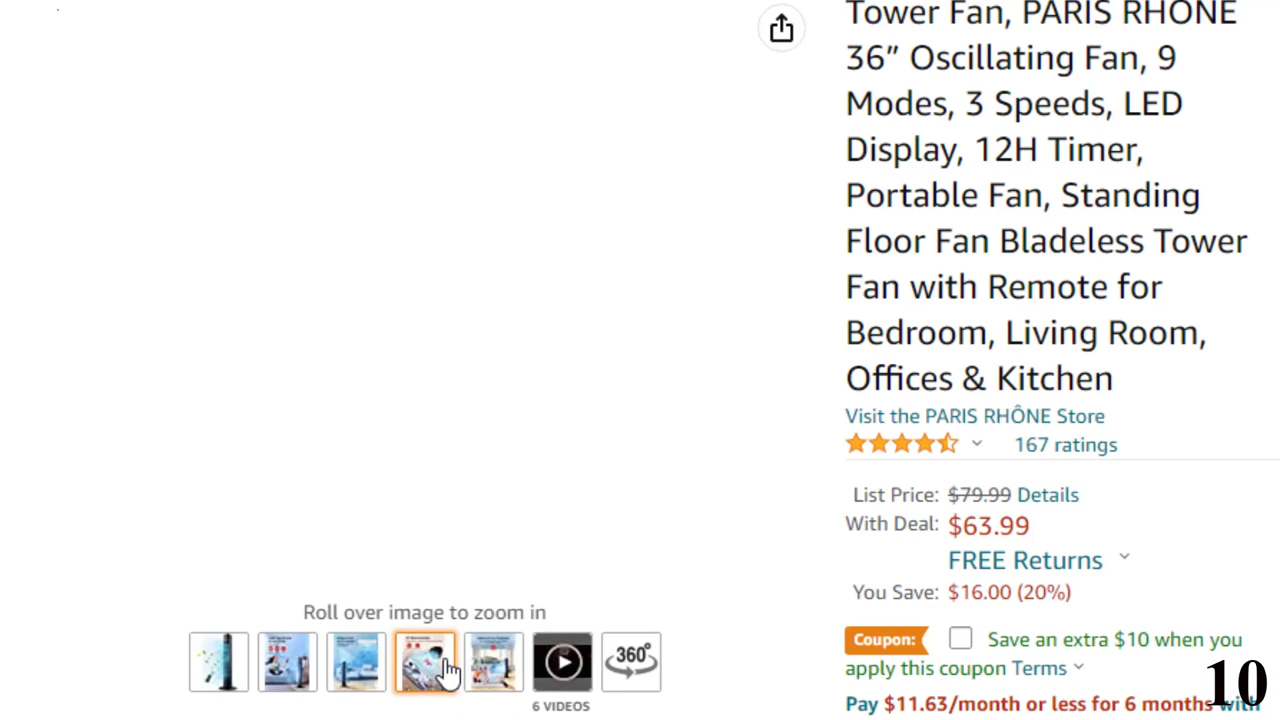 Tower Fan, PARIS RHÔNE
36” Oscillating Fan, 9
Modes, 3 Speeds, LED
Display, 12H Timer,
Portable Fan, Standing
Floor Fan Bladeless Tower
Fan with Remote for
Bedroom, Living Room,
Offices & Kitchen
Visit the PARIS RHÔNE Store
167 ratings
List Price: $79.99 Details
With Deal: $63.99
FREE Returns
You Save: $16.00 (20%)
Coupon: Save an extra $10 when you
apply this coupon Terms
Pay $11.63/month or less for 6 months with
10
Roll over image to zoom in
360°
6 VIDEOS